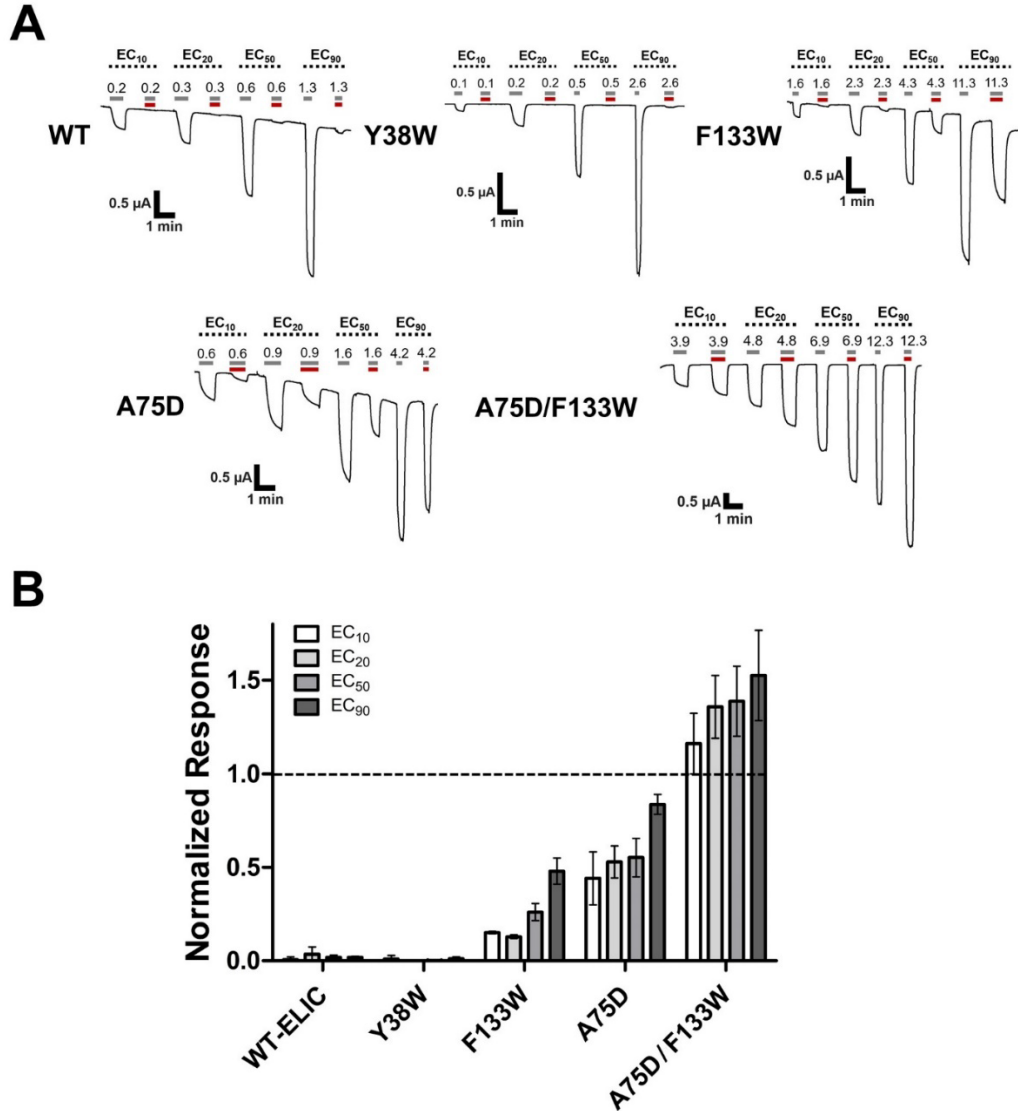 A
EC10 EC20 EC50 EC90
0.2 0.2 0.3 0.3 0.6 0.6 1.3 1.3
WT
0.5 µA
1 min
EC10 EC20 EC50 EC90
0.1 0.1 0.2 0.2 0.5 0.5 2.6 2.6
Y38W
0.5 µA
1 min
EC10 EC20 EC50 EC90
1.6 1.6 2.3 2.3 4.3 4.3 11.3 11.3
F133W
0.5 µA
1 min
EC10 EC20 EC50 EC90
0.6 0.6 0.9 0.9 1.6 1.6 4.2 4.2
A75D
0.5 µA
1 min
EC10 EC20 EC50 EC90
3.9 3.9 4.8 4.8 6.9 6.9 12.3 12.3
A75D/F133W
0.5 µA
1 min
B
Normalized Response
1.5
1.0
0.5
0.0
EC10
EC20
EC50
EC90
WT-ELIC
Y38W
F133W
A75D
A75D / F133W